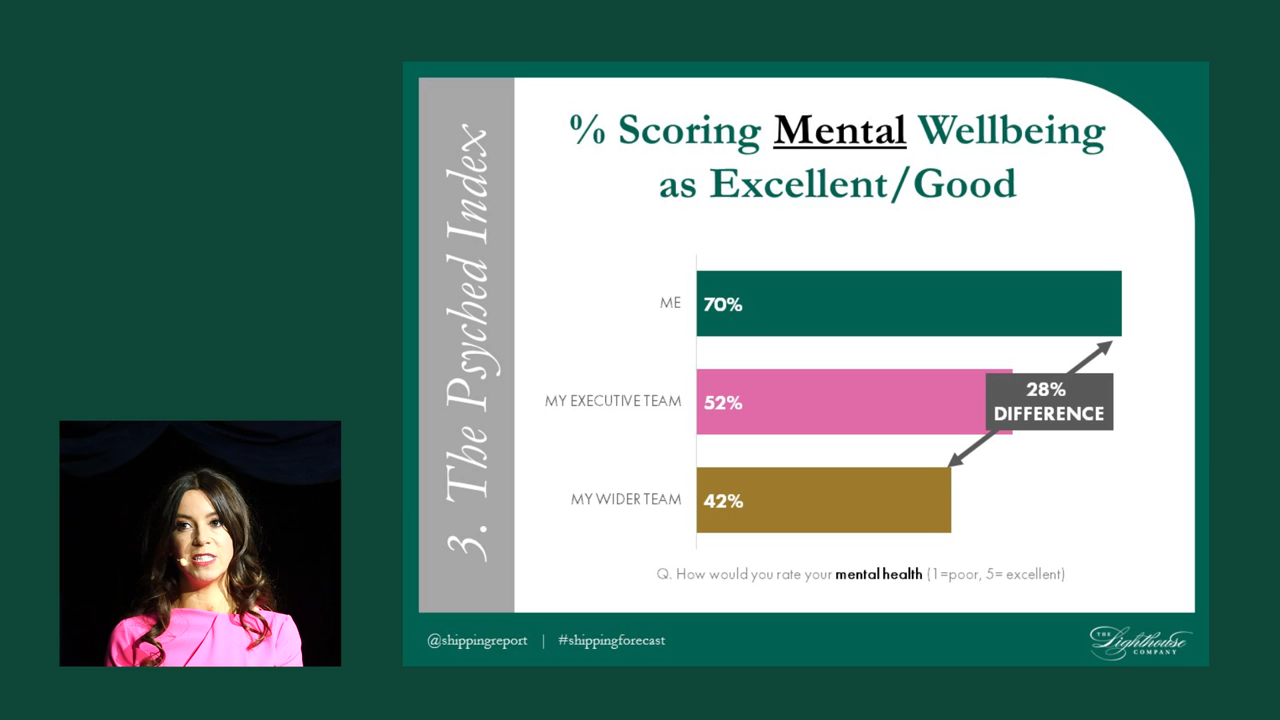 3. The Psyched Index
% Scoring Mental Wellbeing
as Excellent/Good
ME
70%
MY EXECUTIVE TEAM
52%
28%
DIFFERENCE
MY WIDER TEAM
42%
Q. How would you rate your mental health (1=poor, 5= excellent)
@shippingreport | #shippingforecast
THE
Lighthouse
COMPANY